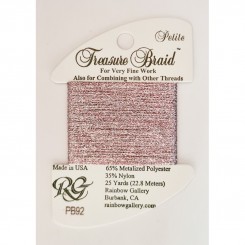 Petite
Treasure Braid™
For Very Fine Work
Also for Combining with Other Threads
Made in USA
65% Metalized Polyester
35% Nylon
25 Yards (22.8 Meters)
Rainbow Gallery
Burbank, CA
rainbowgallery.com
RG
PB92